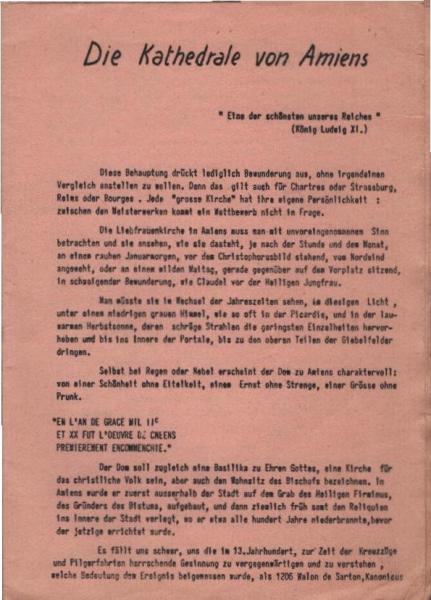 Die Kathedrale von Amiens
" Eine der schönsten unseres Reiches "
(König Ludwig XI.)
Diese Behauptung drückt lediglich Bewunderung aus, ohne irgendeinen
Vergleich anstellen zu wollen. Denn das gilt auch für Chartres oder Strassburg,
Reims oder Bourges . Jede "grosse Kirche" hat ihre eigene Persönlichkeit :
zwischen den Meisterwerken kommt ein Wettbewerb nicht in Frage.
Die Liebfrauenkirche in Amiens muss man mit unvoreingenommenem Sinn
betrachten und sie ansehen, wie sie dasteht, je nach der Stunde und dem Monat,
an einem rauhen Januarmorgen, vor dem Christophorusbild stehend, vom Nordwind
angeweht, oder an einem milden Maitag, gerade gegenüber auf dem Vorplatz sitzend,
in schweigender Bewunderung, wie Claudel vor der Heiligen Jungfrau.
Man müsste sie im Wechsel der Jahreszeiten sehen, im diesigen Licht ,
unter einem niedrigen grauen Himmel, wie so oft in der Picardie, und in der lau-
warmen Herbstsonne, deren schräge Strahlen die geringsten Einzelheiten hervor-
heben und bis ins Innere der Portale, bis zu den oberen Teilen der Giebelfelder
dringen.
Selbst bei Regen oder Nebel erscheint der Dom zu Amiens charaktervoll:
von einer Schönheit ohne Eitelkeit, einem Ernst ohne Strenge, einer Grösse ohne
Prunk.
"EN L'AN DE GRACE MIL IIC
ET XX FUT L'OEUVRE DE CHEENS
PREMIEREMENT ENCOMMENCHIE."
Der Dom soll zugleich eine Basilika zu Ehren Gottes, eine Kirche für
das christliche Volk sein, aber auch den Wohnsitz des Bischofs bezeichnen. In
Amiens wurde er zuerst ausserhalb der Stadt auf dem Grab des Heiligen Firminus,
des Gründers des Bistums, aufgebaut, und dann ziemlich früh samt den Reliquien
ins Innere der Stadt verlegt, wo er etwa alle hundert Jahre niederbrannte,bevor
der jetzige errichtet wurde.
Es fällt uns schwer, uns die im 13.Jahrhundert, zur Zeit der Kreuzzüge
und Pilgerfahrten herrschende Gesinnung zu vergegenwärtigen und zu verstehen ,
welche Bedeutung dem Ereignis beigemessen wurde, als 1206 Walon de Sarton,Kanonicus